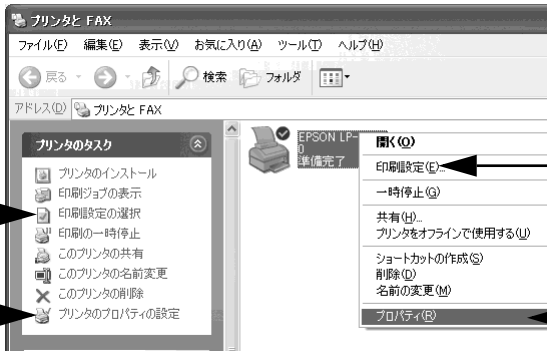 プリンタと FAX
ファイル(F) 編集(E) 表示(V) お気に入り(A) ツール(T) ヘルプ(H)
戻る 検索 フォルダ
アドレス(D) プリンタと FAX
プリンタのタスク
プリンタのインストール
印刷ジョブの表示
印刷設定の選択
印刷の一時停止
このプリンタの共有
このプリンタの名前変更
このプリンタの削除
プリンタのプロパティの設定
EPSON LP-
0
準備完了
開く(O)
印刷設定(E)...
一時停止(G)
共有(H)...
プリンタをオフラインで使用する(U)
ショートカットの作成(S)
削除(D)
名前の変更(M)
プロパティ(R)